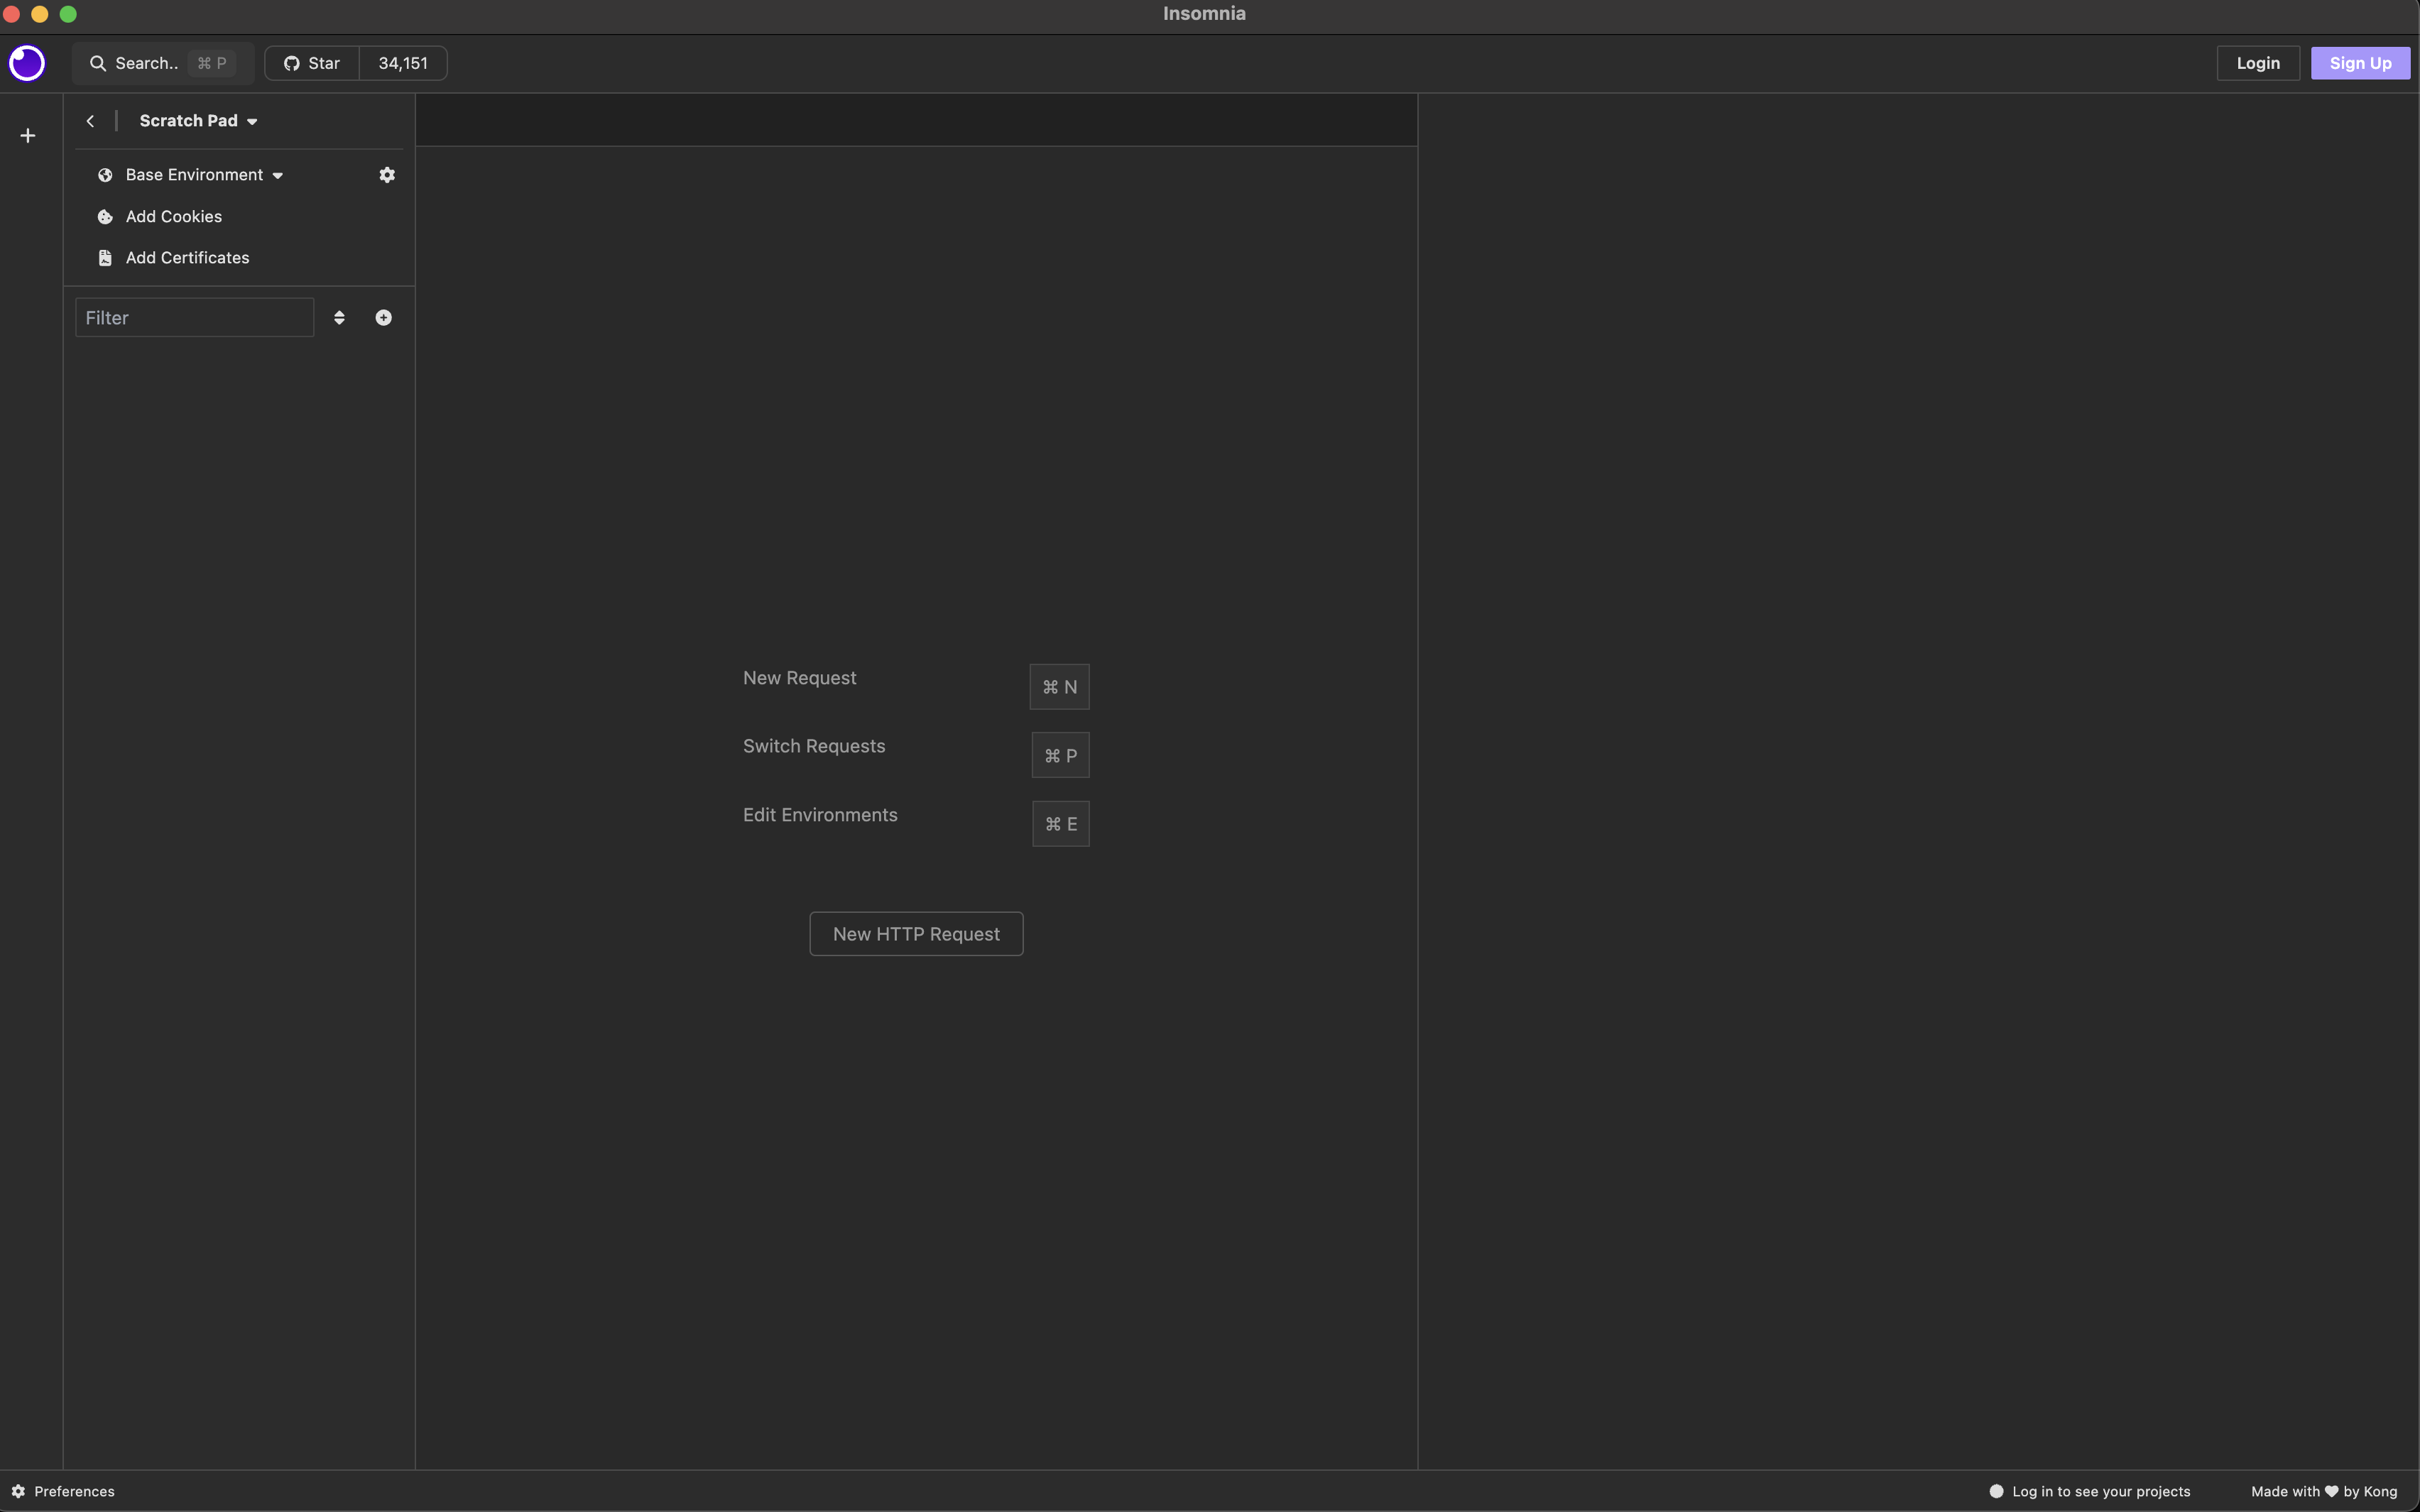 Insomnia
Search.. ⌘ P Star 34,151 Login Sign Up
Scratch Pad
Base Environment
Add Cookies
Add Certificates
Filter
New Request ⌘ N
Switch Requests ⌘ P
Edit Environments ⌘ E
New HTTP Request
Preferences Log in to see your projects Made with ♥ by Kong